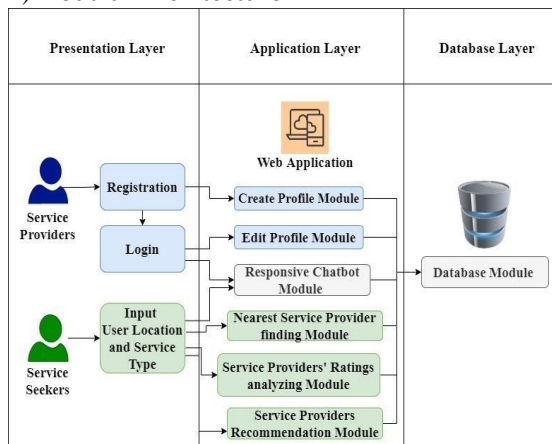 Presentation Layer
Application Layer
Database Layer
Web Application
Service
Providers
Registration
Login
Create Profile Module
Edit Profile Module
Responsive Chatbot
Module
Database Module
Service
Seekers
Input
User Location
and Service
Type
Nearest Service Provider
finding Module
Service Providers' Ratings
analyzing Module
Service Providers
Recommendation Module